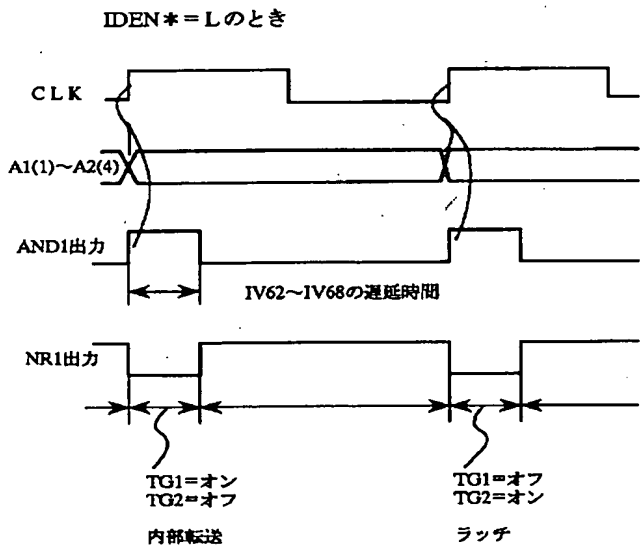 IDEN*=Lのとき
CLK
A1(1)～A2(4)
AND1出力
IV62～IV68の遅延時間
NR1出力
TG1=オン
TG2=オフ
内部転送
TG1=オフ
TG2=オン
ラッチ